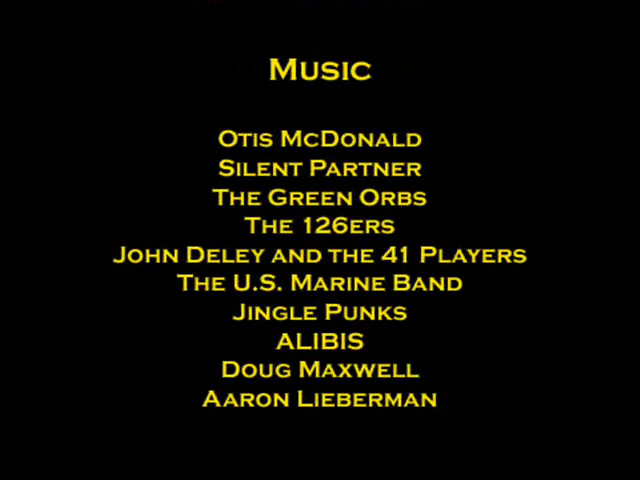 Music
Otis McDonald
Silent Partner
The Green Orbs
The 126ers
John Deley and the 41 Players
The U.S. Marine Band
Jingle Punks
ALIBIS
Doug Maxwell
Aaron Lieberman